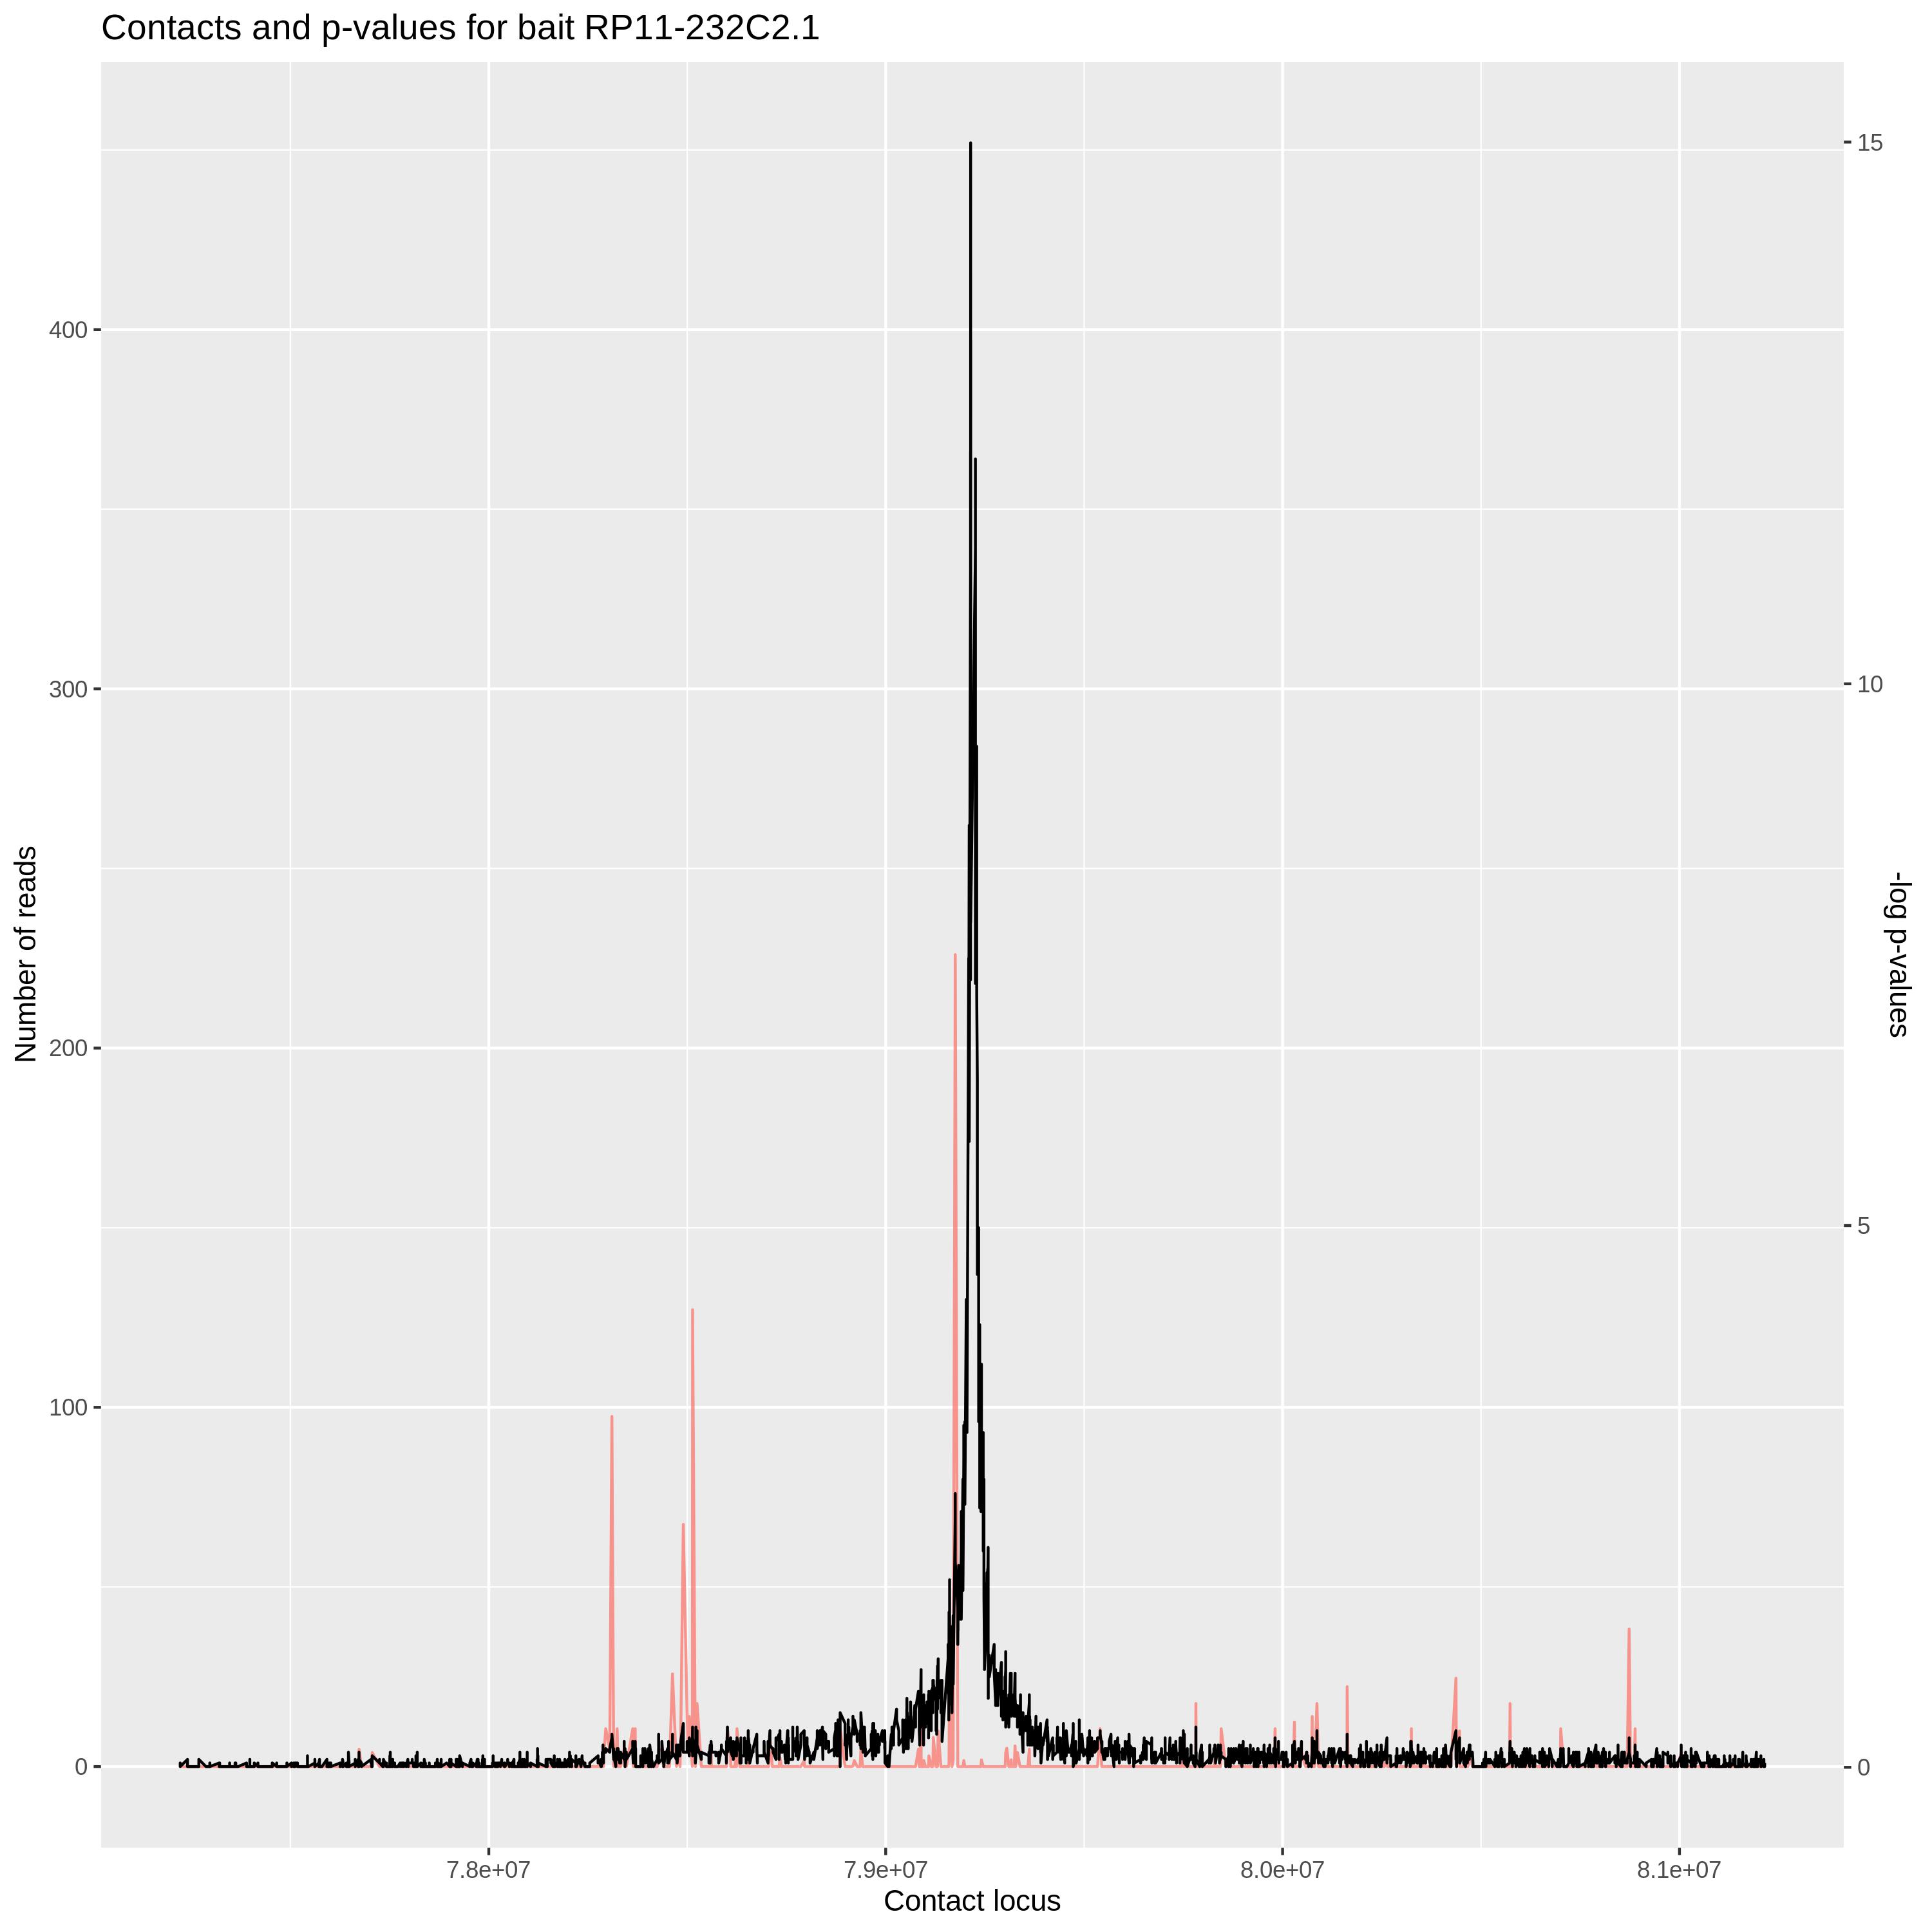 Contacts and p-values for bait RP11-232C2.1
15
400
300
10
Number of reads
-log p-values
200
5
100
0
0
7.8e+07
7.9e+07
8.0e+07
8.1e+07
Contact locus